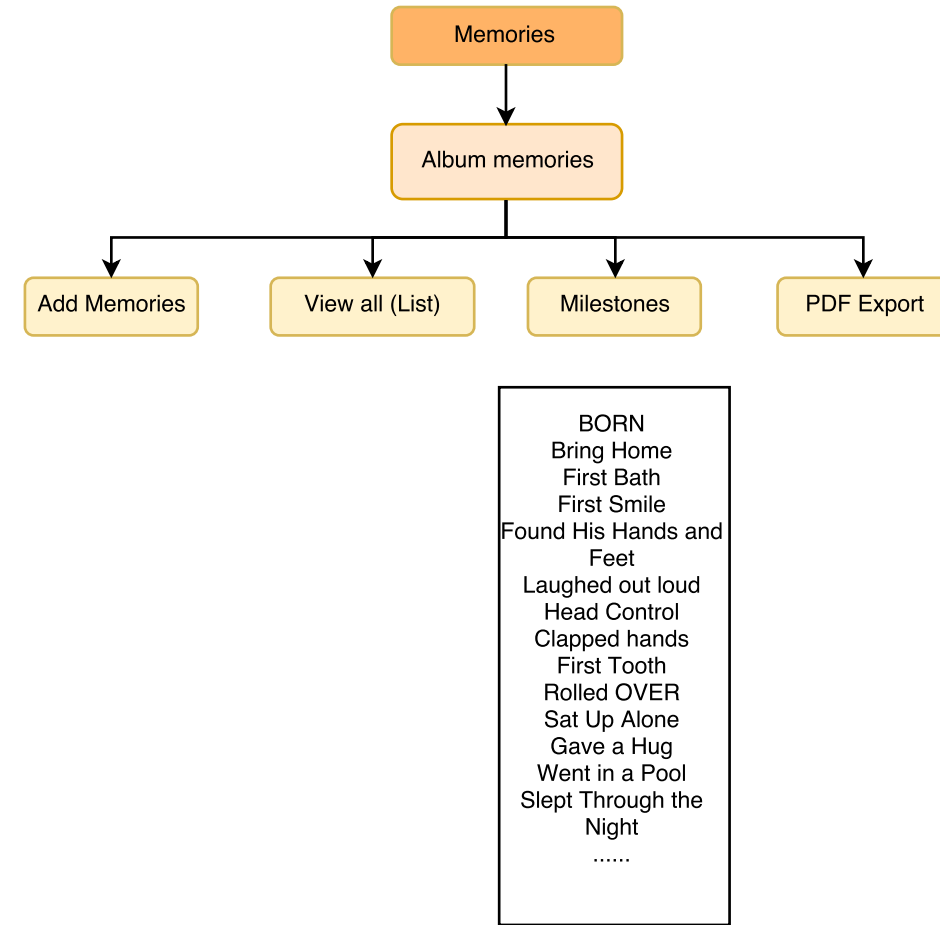 Memories
Album memories
Add Memories
View all (List)
Milestones
PDF Export
BORN
Bring Home
First Bath
First Smile
Found His Hands and
Feet
Laughed out loud
Head Control
Clapped hands
First Tooth
Rolled OVER
Sat Up Alone
Gave a Hug
Went in a Pool
Slept Through the
Night
......